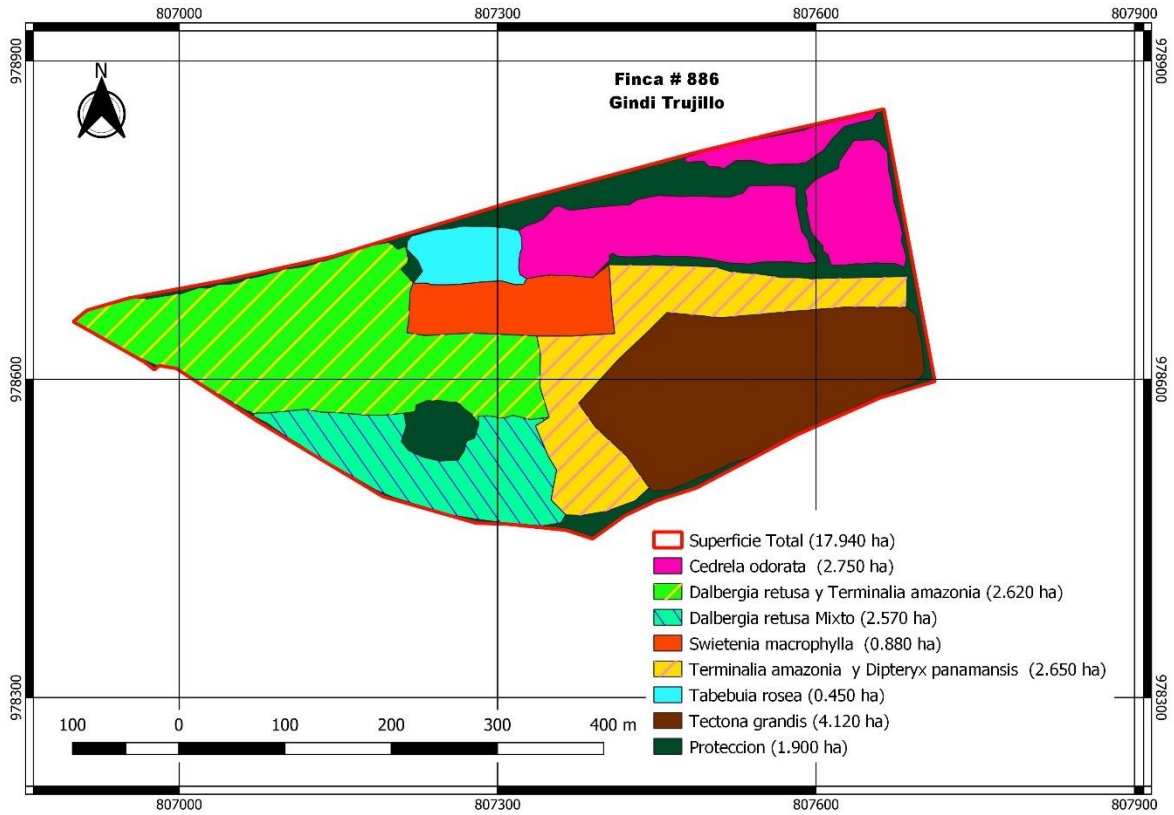 807000 807300 807600 807900
978900 978900
N
Finca # 886
Gindi Trujillo
978600 978600
Superficie Total (17.940 ha)
Cedrela odorata (2.750 ha)
Dalbergia retusa y Terminalia amazonia (2.620 ha)
Dalbergia retusa Mixto (2.570 ha)
Swietenia macrophylla (0.880 ha)
Terminalia amazonia y Dipteryx panamansis (2.650 ha)
Tabebuia rosea (0.450 ha)
Tectona grandis (4.120 ha)
Proteccion (1.900 ha)
978300 978300
100 0 100 200 300 400 m
807000 807300 807600 807900